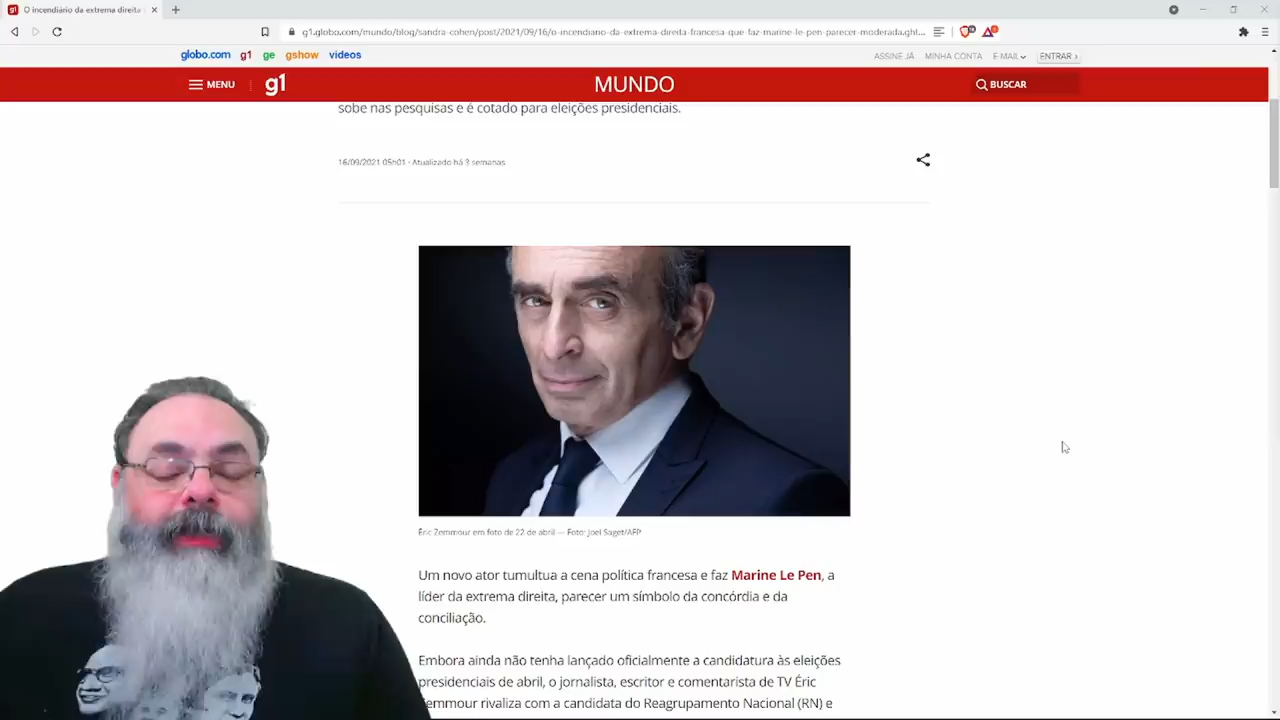 O incendiário da extrema direita
g1.globo.com/mundo/blog/sandra-cohen/post/2021/09/16/o-incendiario-da-extrema-direita-francesa-que-faz-marine-le-pen-parecer-moderada.ght...
globo.com g1 ge gshow videos
ASSINE JÁ MINHA CONTA E-MAIL ENTRAR ›
MENU g1 MUNDO BUSCAR
sobe nas pesquisas e é cotado para eleições presidenciais.
16/09/2021 05h01 · Atualizado há 3 semanas
Éric Zemmour em foto de 22 de abril — Foto: Joel Saget/AFP
Um novo ator tumultua a cena política francesa e faz Marine Le Pen, a
líder da extrema direita, parecer um símbolo da concórdia e da
conciliação.
Embora ainda não tenha lançado oficialmente a candidatura às eleições
presidenciais de abril, o jornalista, escritor e comentarista de TV Éric
Zemmour rivaliza com a candidata do Reagrupamento Nacional (RN) e